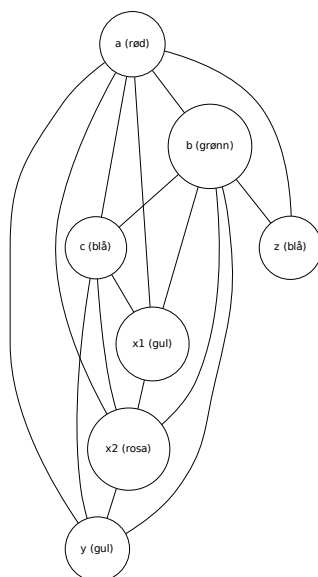 a (rød)
b (grønn)
c (blå)
z (blå)
x1 (gul)
x2 (rosa)
y (gul)